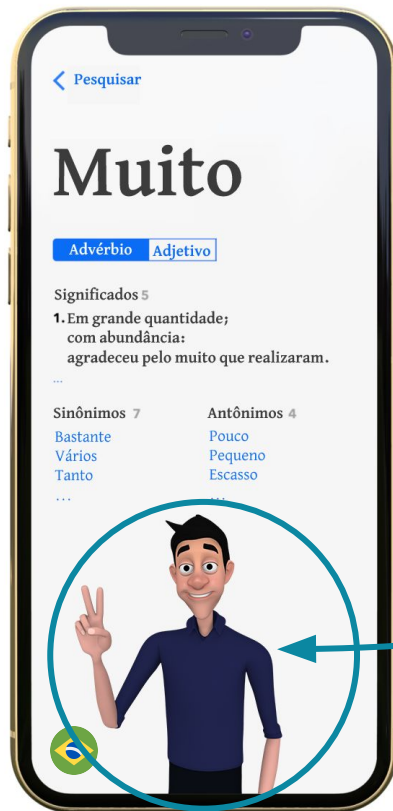 Pesquisar
Muito
Advérbio Adjetivo
Significados 5
1. Em grande quantidade;
com abundância:
agradeceu pelo muito que realizaram.
...
Sinônimos 7
Bastante
Vários
Tanto
...
Antônimos 4
Pouco
Pequeno
Escasso
...